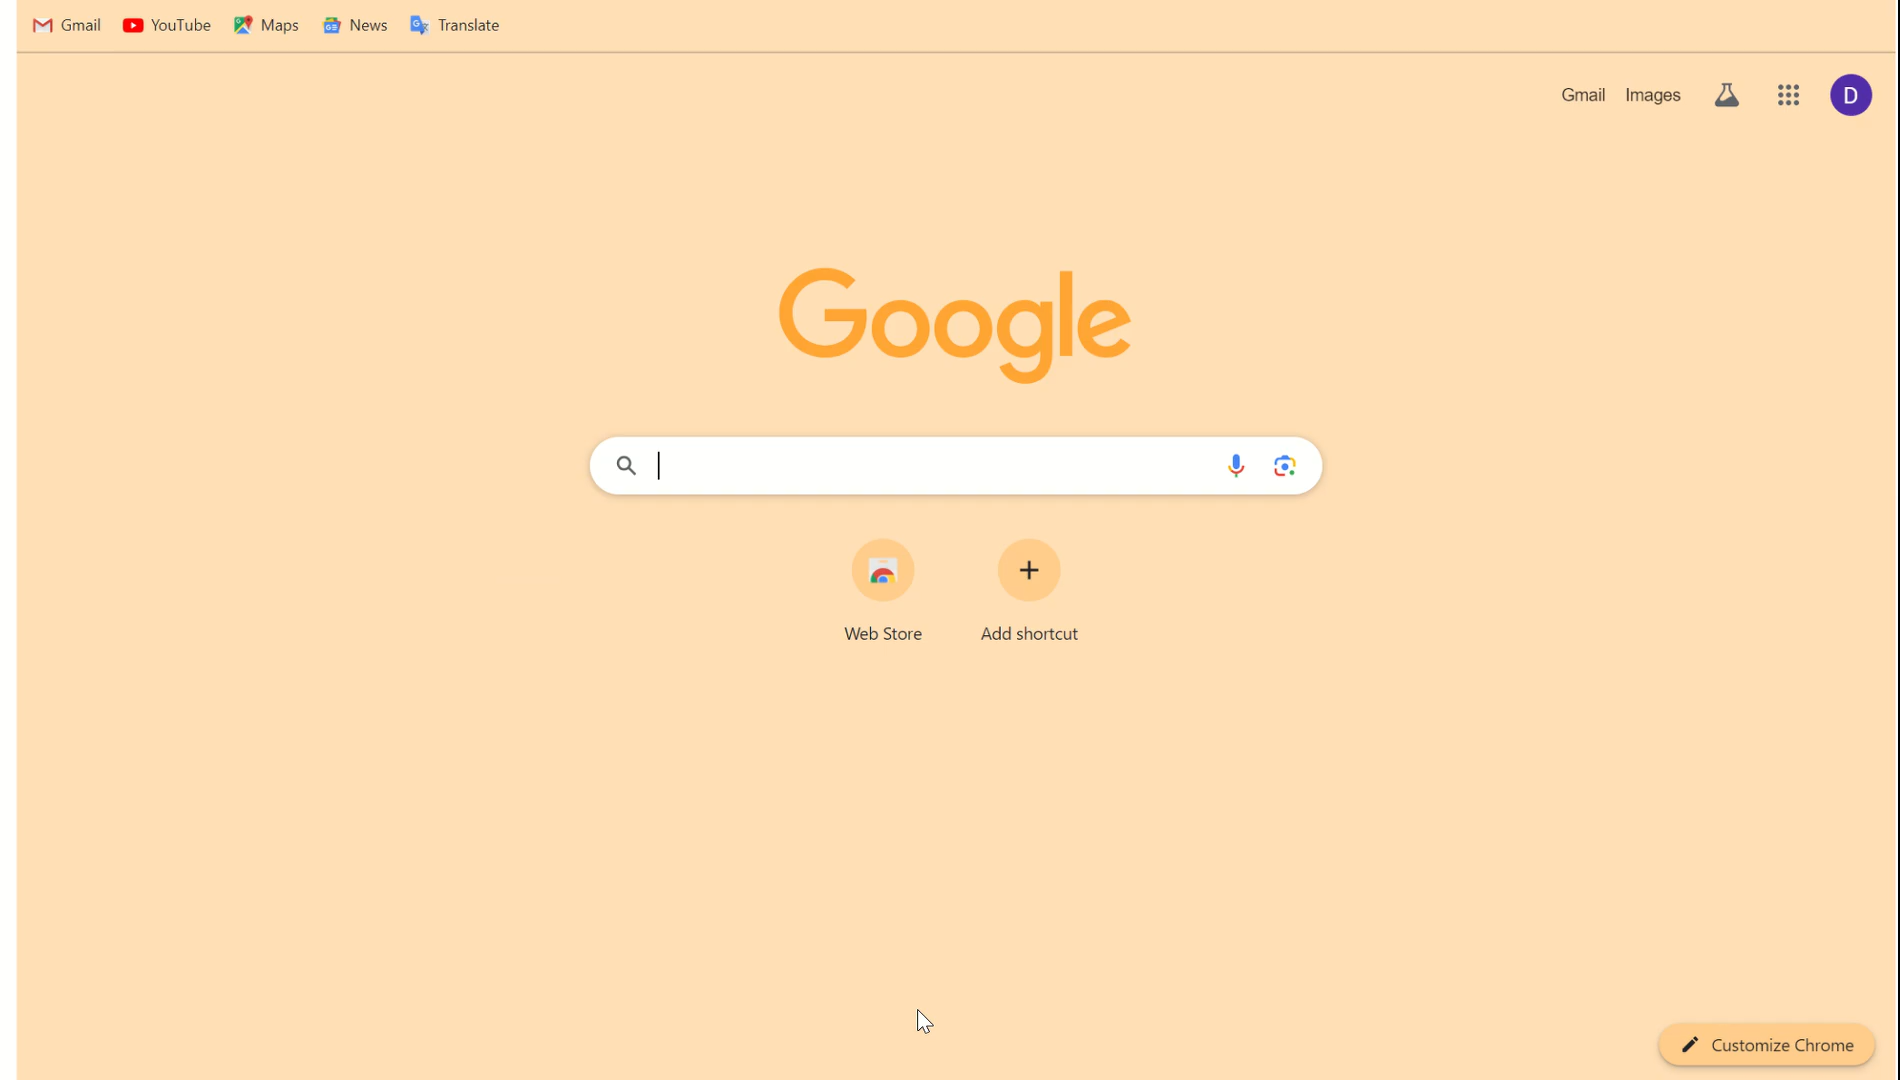 Gmail YouTube Maps News Translate
Gmail Images D
Google
Web Store Add shortcut
Customize Chrome